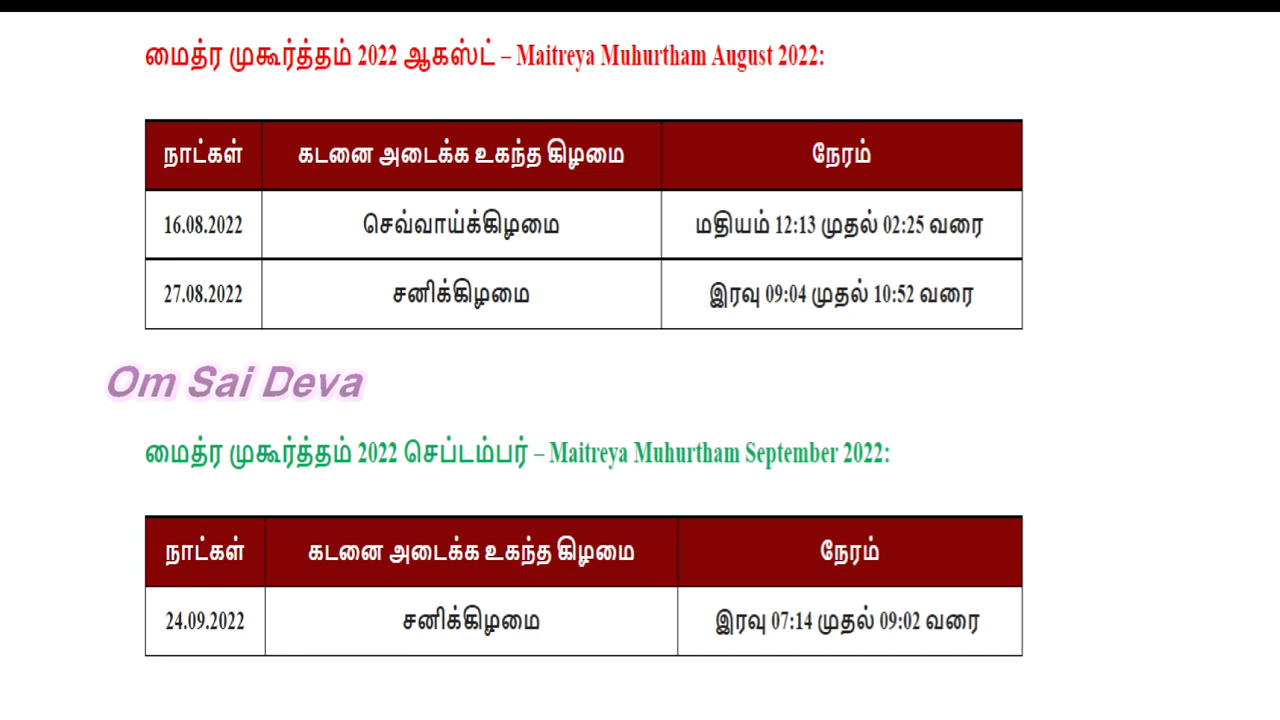 மைத்ர முகூர்த்தம் 2022 ஆகஸ்ட் – Maitreya Muhurtham August 2022:
நாட்கள் கடனை அடைக்க உகந்த கிழமை நேரம்
16.08.2022 செவ்வாய்க்கிழமை மதியம் 12:13 முதல் 02:25 வரை
27.08.2022 சனிக்கிழமை இரவு 09:04 முதல் 10:52 வரை
Om Sai Deva
மைத்ர முகூர்த்தம் 2022 செப்டம்பர் – Maitreya Muhurtham September 2022:
நாட்கள் கடனை அடைக்க உகந்த கிழமை நேரம்
24.09.2022 சனிக்கிழமை இரவு 07:14 முதல் 09:02 வரை